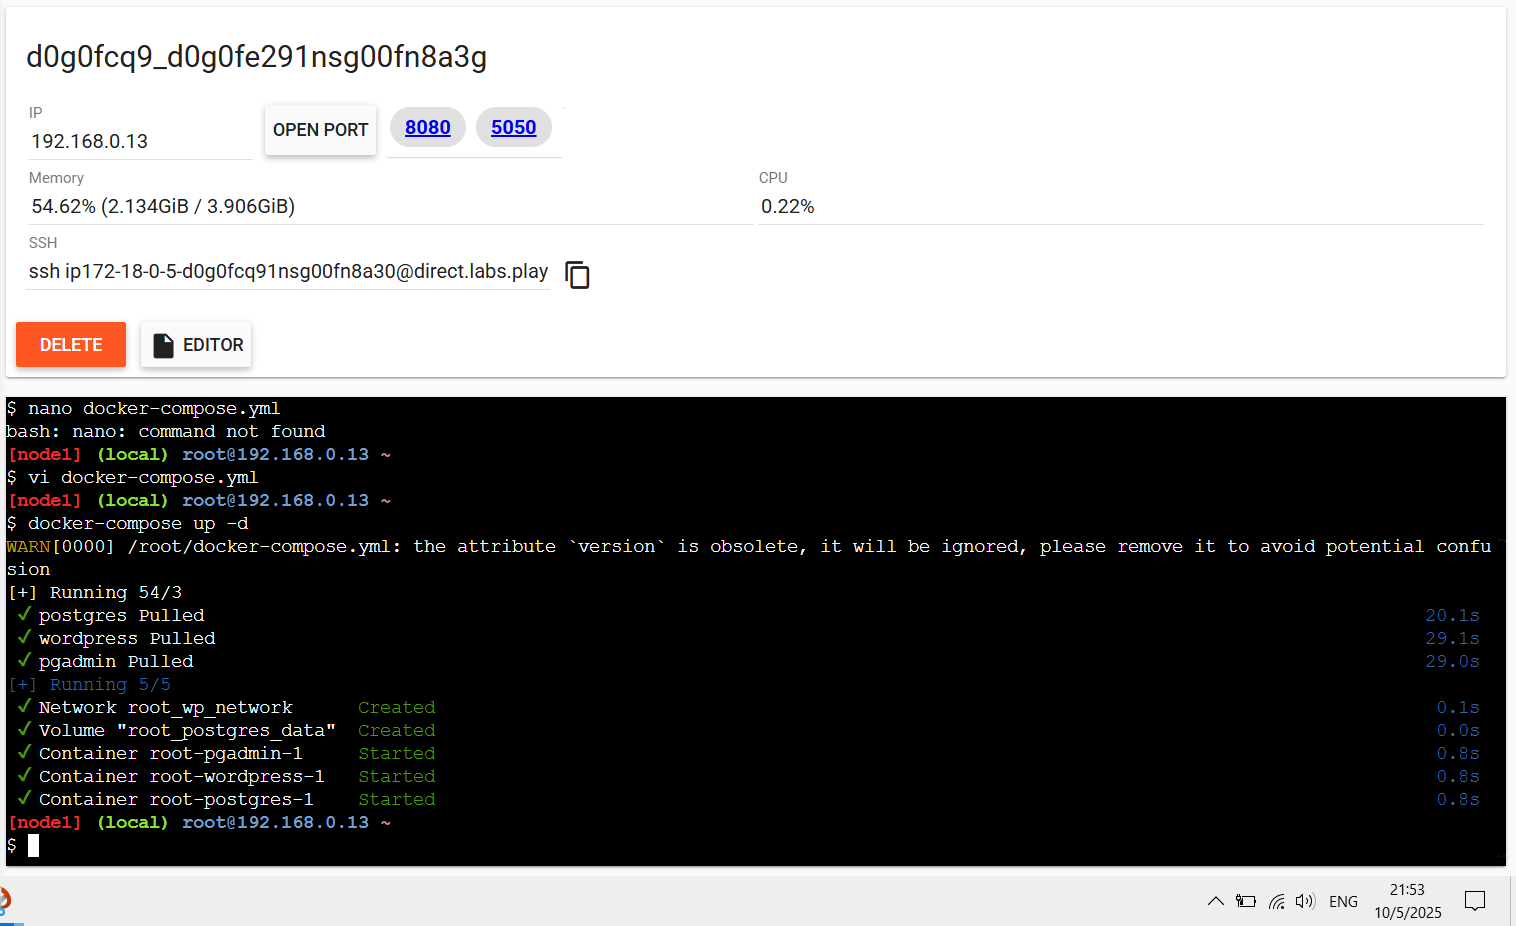 d0g0fcq9_d0g0fe291nsg00fn8a3g
IP
192.168.0.13
OPEN PORT
8080
5050
Memory
54.62% (2.134GiB / 3.906GiB)
CPU
0.22%
SSH
ssh ip172-18-0-5-d0g0fcq91nsg00fn8a30@direct.labs.play
DELETE
EDITOR
$ nano docker-compose.yml
bash: nano: command not found
[node1] (local) root@192.168.0.13 ~
$ vi docker-compose.yml
[node1] (local) root@192.168.0.13 ~
$ docker-compose up -d
WARN[0000] /root/docker-compose.yml: the attribute `version` is obsolete, it will be ignored, please remove it to avoid potential confu
sion
[+] Running 54/3
✓ postgres Pulled 20.1s
✓ wordpress Pulled 29.1s
✓ pgadmin Pulled 29.0s
[+] Running 5/5
✓ Network root_wp_network Created 0.1s
✓ Volume "root_postgres_data" Created 0.0s
✓ Container root-pgadmin-1 Started 0.8s
✓ Container root-wordpress-1 Started 0.8s
✓ Container root-postgres-1 Started 0.8s
[node1] (local) root@192.168.0.13 ~
$
ENG
21:53
10/5/2025